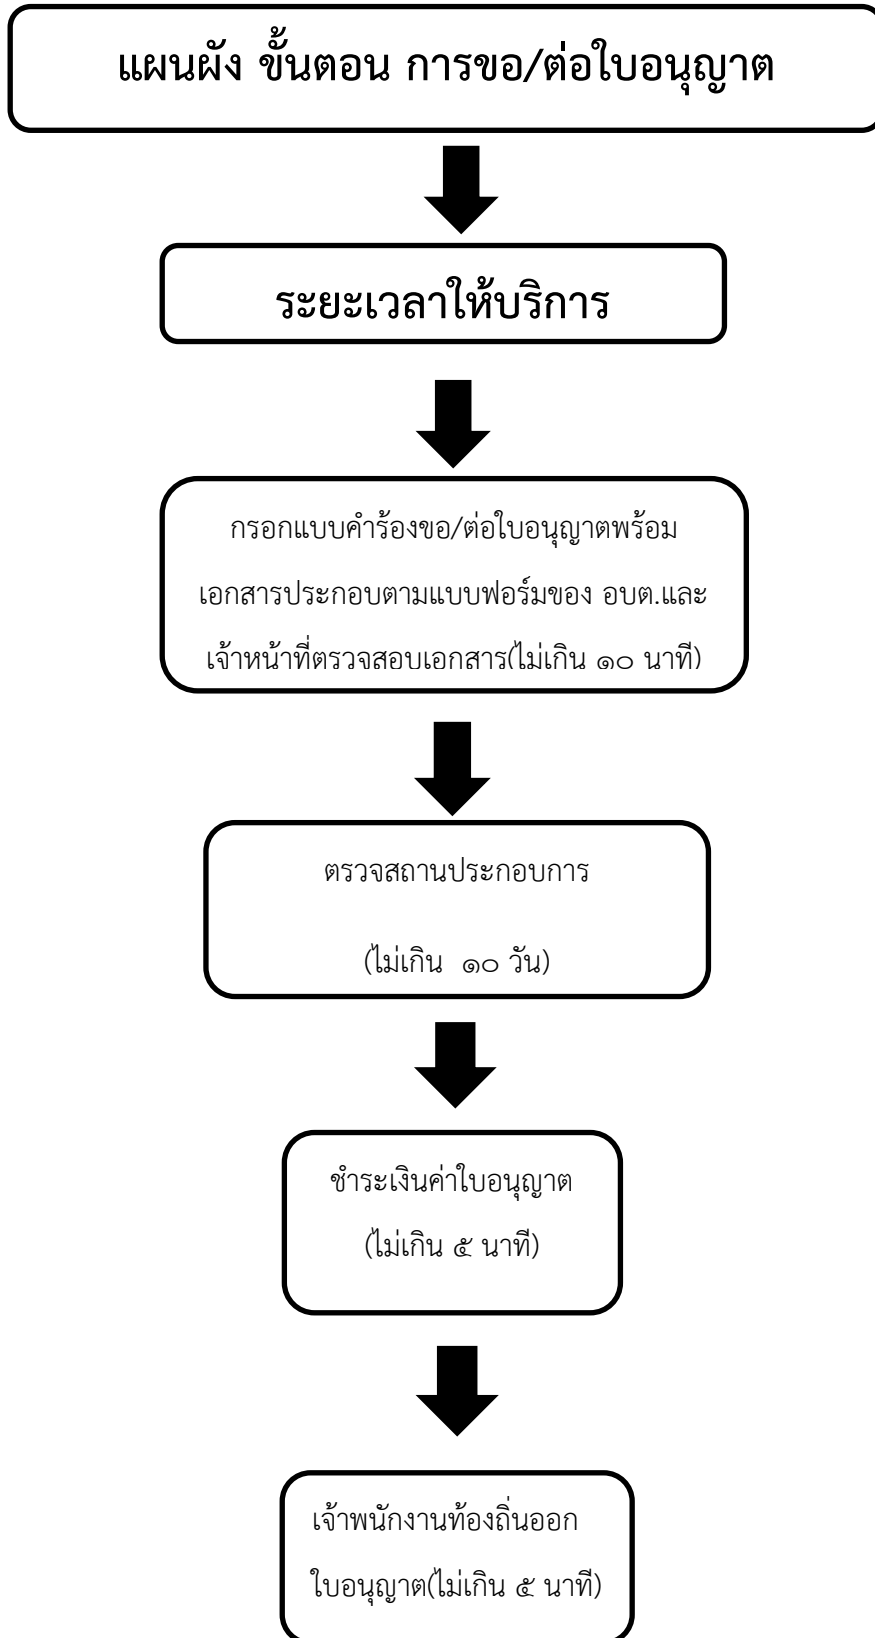 แผนผัง ขั้นตอน การขอ/ต่อใบอนุญาต
ระยะเวลาให้บริการ
กรอกแบบคำร้องขอ/ต่อใบอนุญาตพร้อม
เอกสารประกอบตามแบบฟอร์มของ อบต.และ
เจ้าหน้าที่ตรวจสอบเอกสาร(ไม่เกิน ๑๐ นาที)
ตรวจสถานประกอบการ
(ไม่เกิน ๑๐ วัน)
ชำระเงินค่าใบอนุญาต
(ไม่เกิน ๕ นาที)
เจ้าพนักงานท้องถิ่นออก
ใบอนุญาต(ไม่เกิน ๕ นาที)